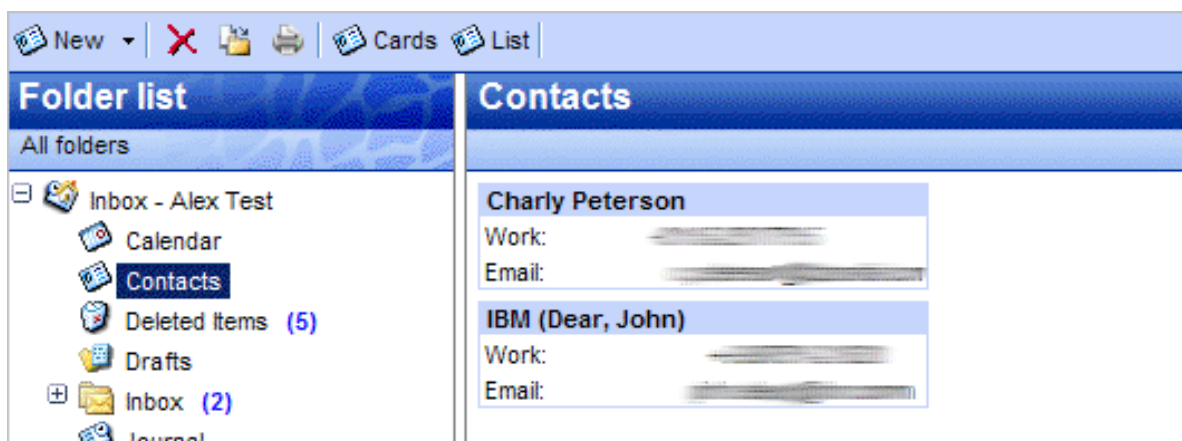 New Cards List
Folder list
All folders
Inbox - Alex Test
Calendar
Contacts
Deleted Items (5)
Drafts
Inbox (2)
Journal
Contacts
Charly Peterson
Work:
Email:
IBM (Dear, John)
Work:
Email: